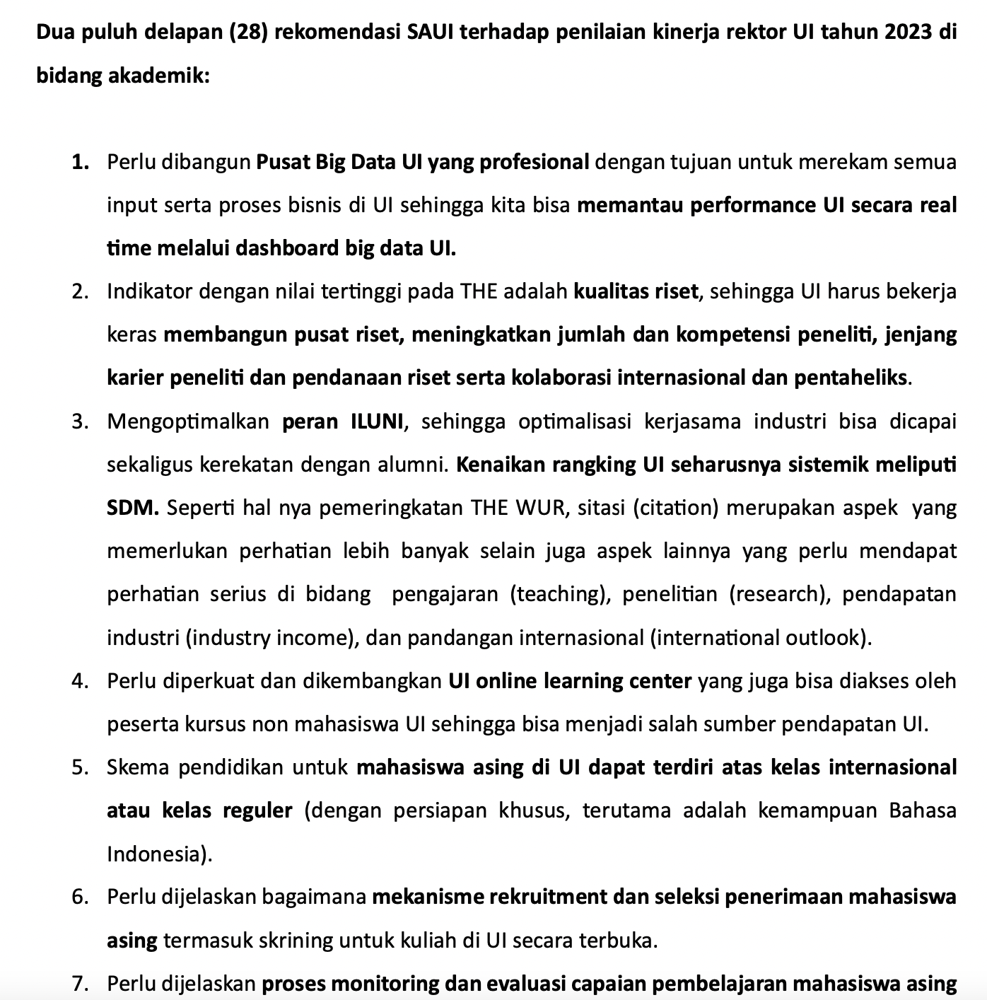 Dua puluh delapan (28) rekomendasi SAUI terhadap penilaian kinerja rektor UI tahun 2023 di
bidang akademik:
1. Perlu dibangun Pusat Big Data UI yang profesional dengan tujuan untuk merekam semua
input serta proses bisnis di UI sehingga kita bisa memantau performance UI secara real
time melalui dashboard big data UI.
2. Indikator dengan nilai tertinggi pada THE adalah kualitas riset, sehingga UI harus bekerja
keras membangun pusat riset, meningkatkan jumlah dan kompetensi peneliti, jenjang
karier peneliti dan pendanaan riset serta kolaborasi internasional dan pentaheliks.
3. Mengoptimalkan peran ILUNI, sehingga optimalisasi kerjasama industri bisa dicapai
sekaligus kerekatan dengan alumni. Kenaikan rangking UI seharusnya sistemik meliputi
SDM. Seperti hal nya pemeringkatan THE WUR, sitasi (citation) merupakan aspek yang
memerlukan perhatian lebih banyak selain juga aspek lainnya yang perlu mendapat
perhatian serius di bidang pengajaran (teaching), penelitian (research), pendapatan
industri (industry income), dan pandangan internasional (international outlook).
4. Perlu diperkuat dan dikembangkan UI online learning center yang juga bisa diakses oleh
peserta kursus non mahasiswa UI sehingga bisa menjadi salah sumber pendapatan UI.
5. Skema pendidikan untuk mahasiswa asing di UI dapat terdiri atas kelas internasional
atau kelas reguler (dengan persiapan khusus, terutama adalah kemampuan Bahasa
Indonesia).
6. Perlu dijelaskan bagaimana mekanisme rekruitment dan seleksi penerimaan mahasiswa
asing termasuk skrining untuk kuliah di UI secara terbuka.
7. Perlu dijelaskan proses monitoring dan evaluasi capaian pembelajaran mahasiswa asing